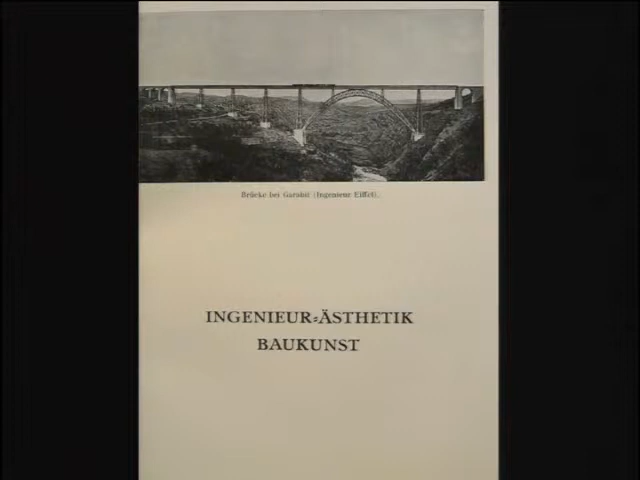 Brücke bei Garabit (Ingenieur Eiffel).
INGENIEUR=ÄSTHETIK
BAUKUNST